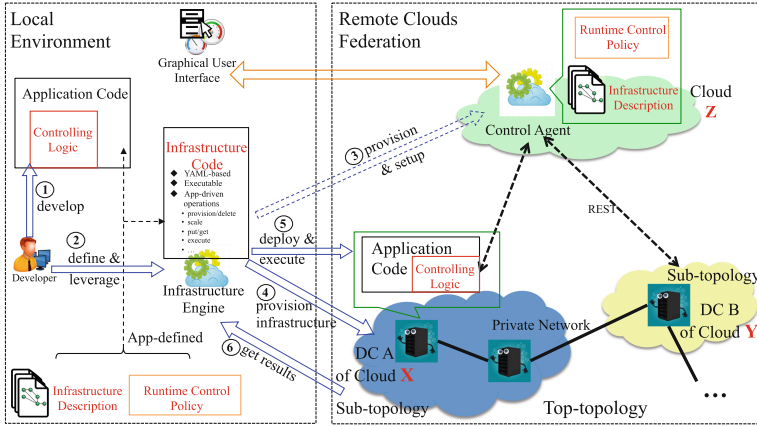 Local
Environment
Graphical User
Interface
Application Code
Controlling
Logic
1
develop
Developer
2
define &
leverage
Infrastructure
Code
YAML-based
Executable
App-driven
operations
provision/delete
scale
put/get
execute
...
Infrastructure
Engine
App-defined
Infrastructure
Description
Runtime Control
Policy
3 provision
& setup
5
deploy &
execute
4
provision
infrastructure
6 get results
Remote Clouds
Federation
Runtime Control
Policy
Infrastructure
Description
Control Agent
Cloud
Z
REST
Application
Code
Controlling
Logic
Sub-topology
DC B
of Cloud Y
Private Network
DC A
of Cloud X
Sub-topology
Top-topology
...